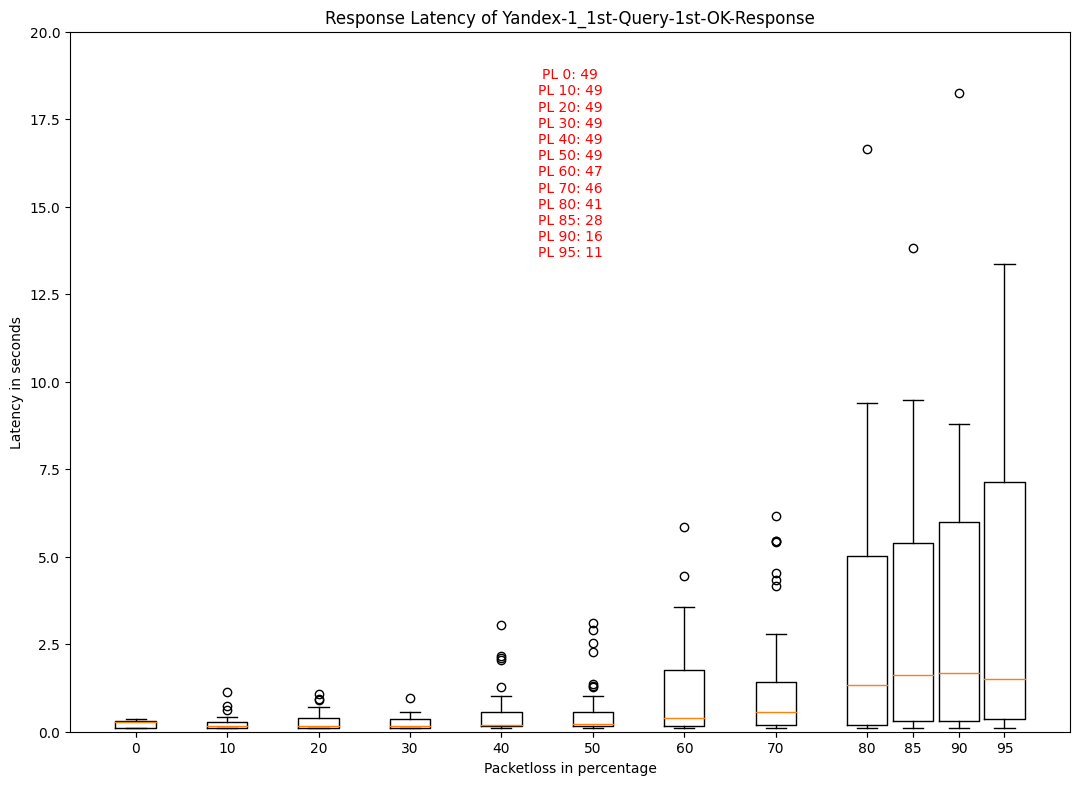 Response Latency of Yandex-1_1st-Query-1st-OK-Response
20.0
17.5
15.0
12.5
10.0
7.5
5.0
2.5
0.0
Latency in seconds
PL 0: 49
PL 10: 49
PL 20: 49
PL 30: 49
PL 40: 49
PL 50: 49
PL 60: 47
PL 70: 46
PL 80: 41
PL 85: 28
PL 90: 16
PL 95: 11
0 10 20 30 40 50 60 70 80 85 90 95
Packetloss in percentage